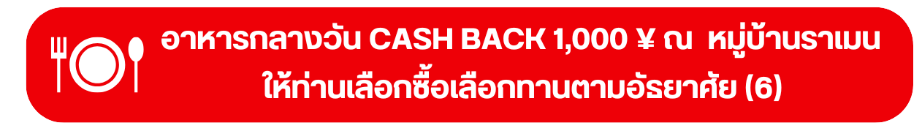 อาหารกลางวัน CASH BACK 1,000 ¥ ณ หมู่บ้านราเมน
ให้ท่านเลือกซื้อเลือกทานตามอัธยาศัย (6)